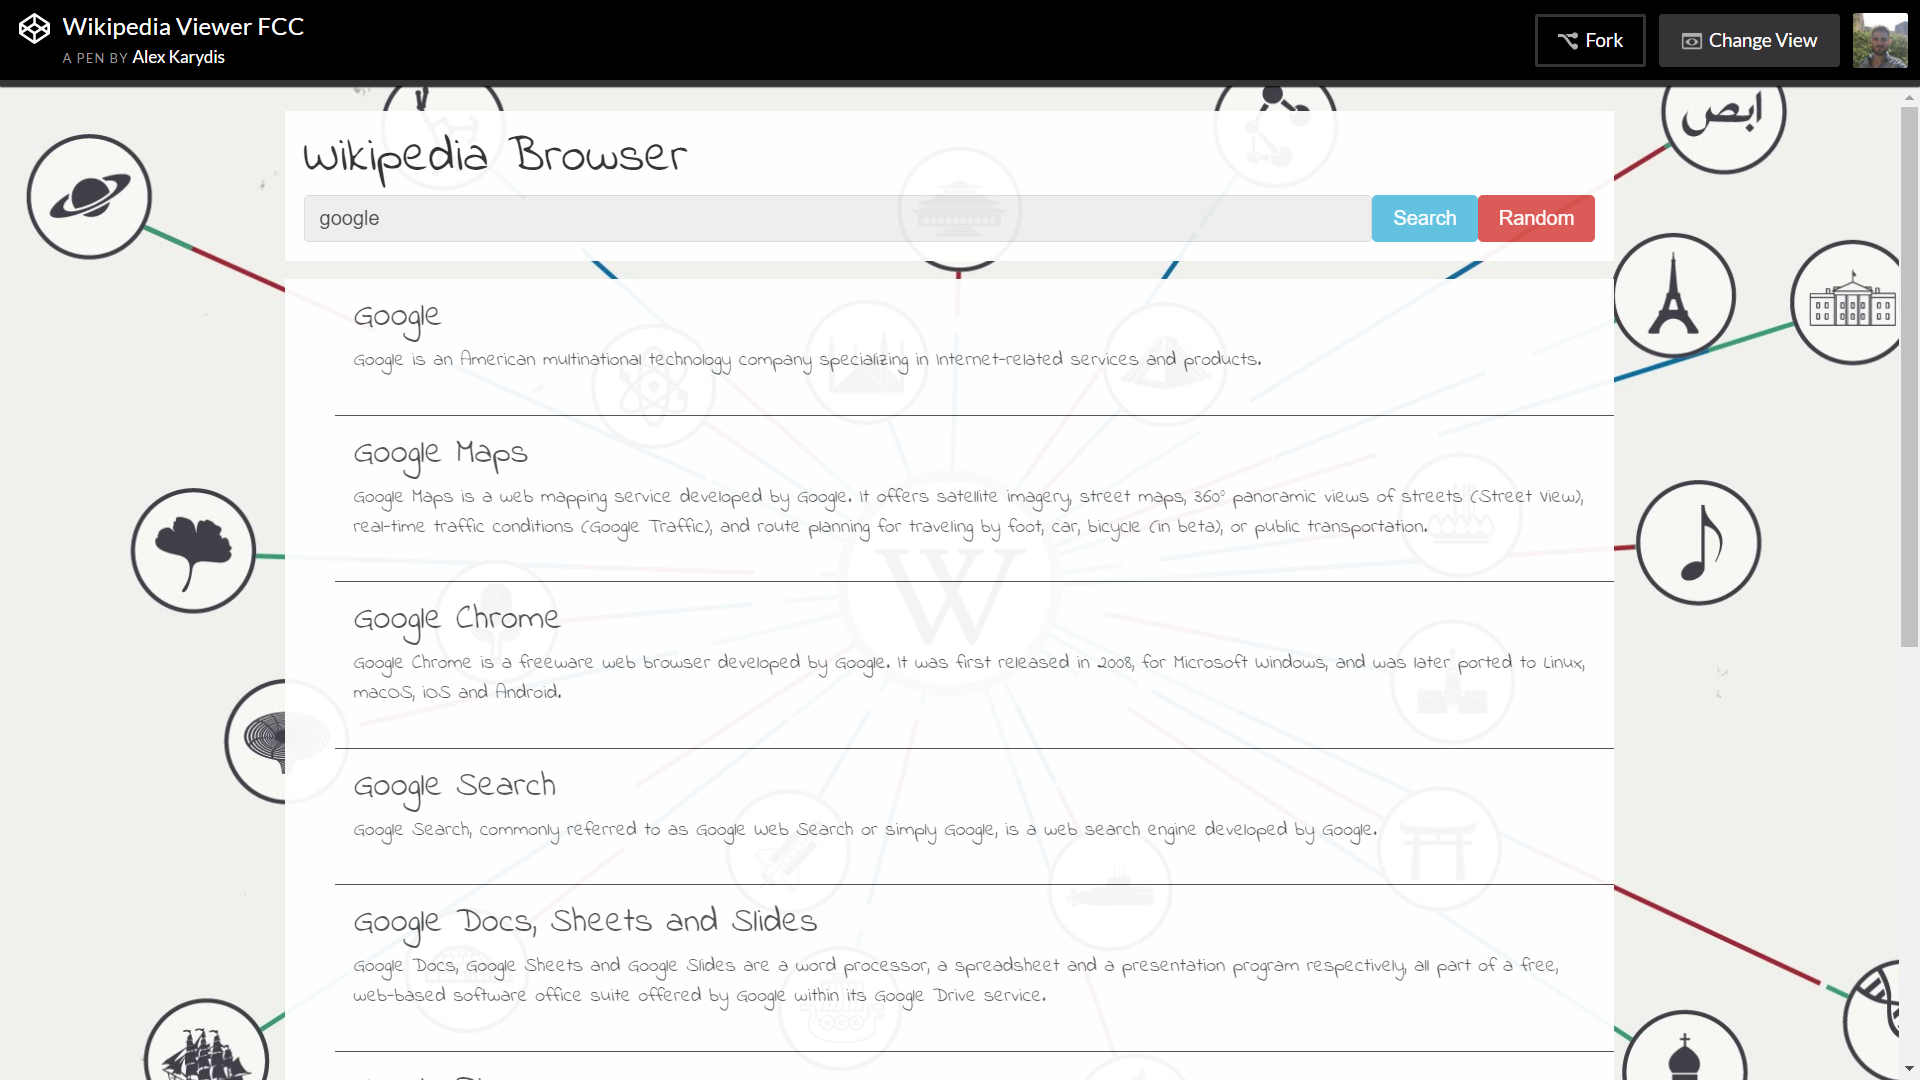 Wikipedia Viewer FCC
A PEN BY Alex Karydis
Fork
Change View
Wikipedia Browser
google
Search
Random
ابص
Google
Google is an American multinational technology company specializing in Internet-related services and products.
Google Maps
Google Maps is a web mapping service developed by Google. It offers satellite imagery, street maps, 360° panoramic views of streets (Street View),
real-time traffic conditions (Google Traffic), and route planning for traveling by foot, car, bicycle (in beta), or public transportation.
W
Google Chrome
Google Chrome is a freeware web browser developed by Google. It was first released in 2008, for Microsoft Windows, and was later ported to Linux,
macOS, iOS and Android.
Google Search
Google Search, commonly referred to as Google Web Search or simply Google, is a web search engine developed by Google.
Google Docs, Sheets and Slides
Google Docs, Google Sheets and Google Slides are a word processor, a spreadsheet and a presentation program respectively, all part of a free,
web-based software office suite offered by Google within its Google Drive service.